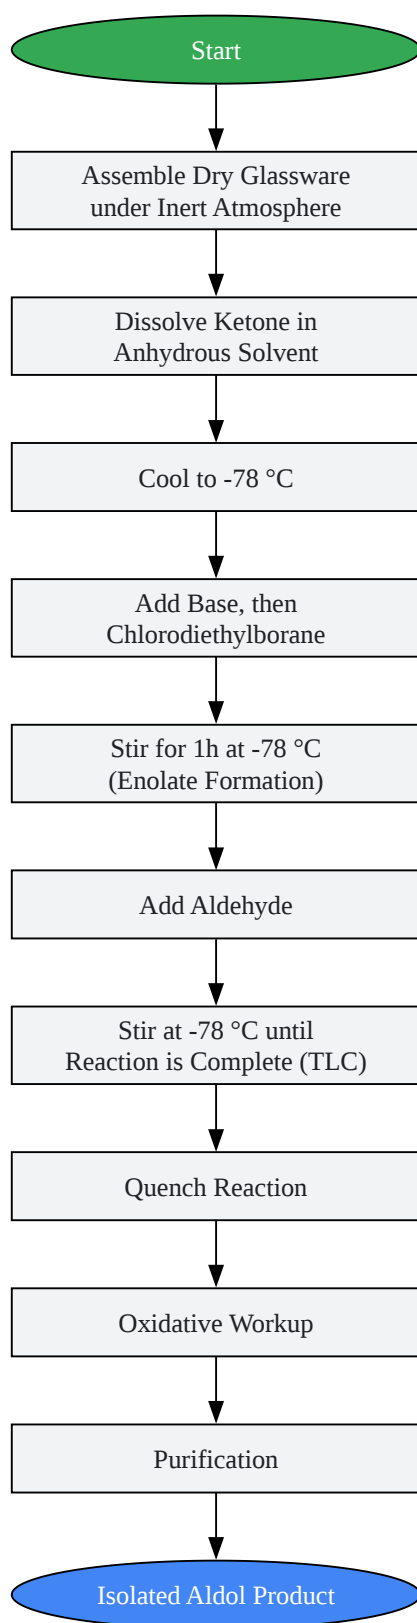 Start
Assemble Dry Glassware
under Inert Atmosphere
Dissolve Ketone in
Anhydrous Solvent
Cool to -78 °C
Add Base, then
Chlorodiethylborane
Stir for 1h at -78 °C
(Enolate Formation)
Add Aldehyde
Stir at -78 °C until
Reaction is Complete (TLC)
Quench Reaction
Oxidative Workup
Purification
Isolated Aldol Product